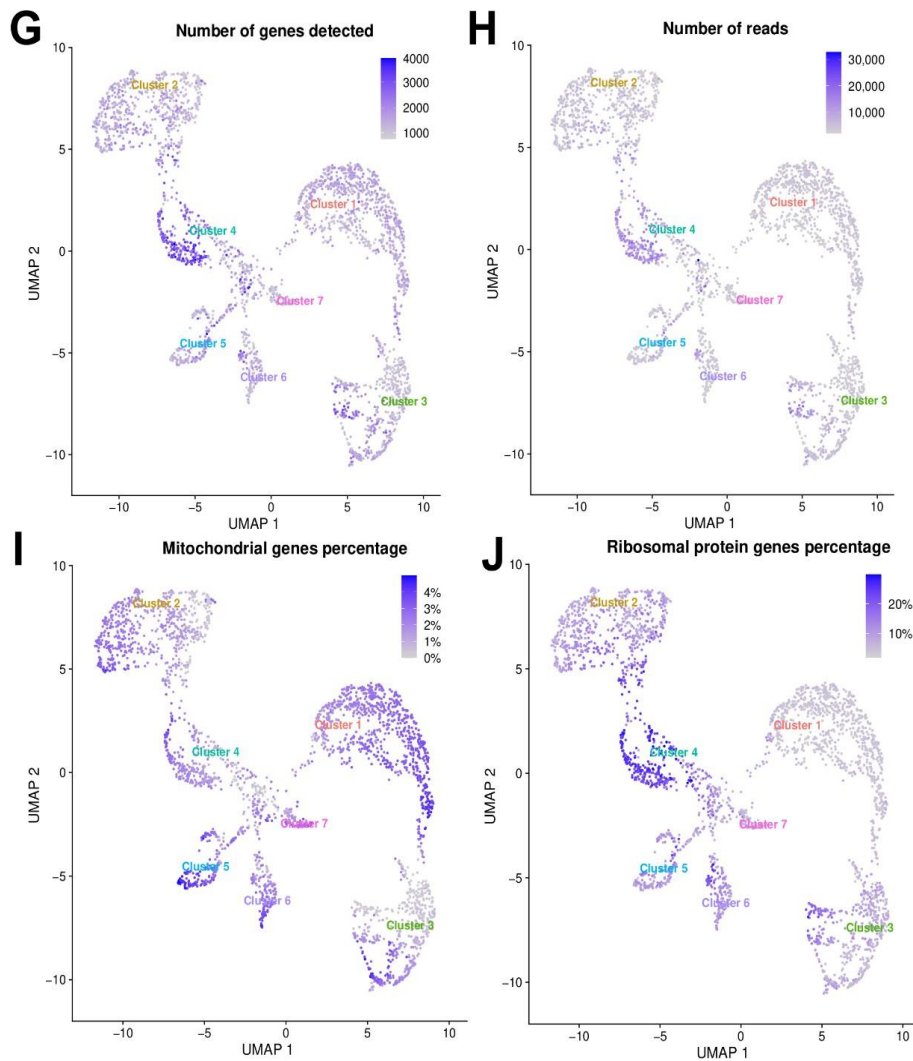 G
Number of genes detected
10
5
0
−5
−10
UMAP 2
−10 −5 0 5 10
UMAP 1
4000
3000
2000
1000
Cluster 2
Cluster 1
Cluster 4
Cluster 7
Cluster 5
Cluster 6
Cluster 3
H
Number of reads
10
5
0
−5
−10
UMAP 2
−10 −5 0 5 10
UMAP 1
30,000
20,000
10,000
Cluster 2
Cluster 1
Cluster 4
Cluster 7
Cluster 5
Cluster 6
Cluster 3
I
Mitochondrial genes percentage
10
5
0
−5
−10
UMAP 2
−10 −5 0 5 10
UMAP 1
4%
3%
2%
1%
0%
Cluster 2
Cluster 1
Cluster 4
Cluster 7
Cluster 5
Cluster 6
Cluster 3
J
Ribosomal protein genes percentage
10
5
0
−5
−10
UMAP 2
−10 −5 0 5 10
UMAP 1
20%
10%
Cluster 2
Cluster 1
Cluster 4
Cluster 7
Cluster 5
Cluster 6
Cluster 3